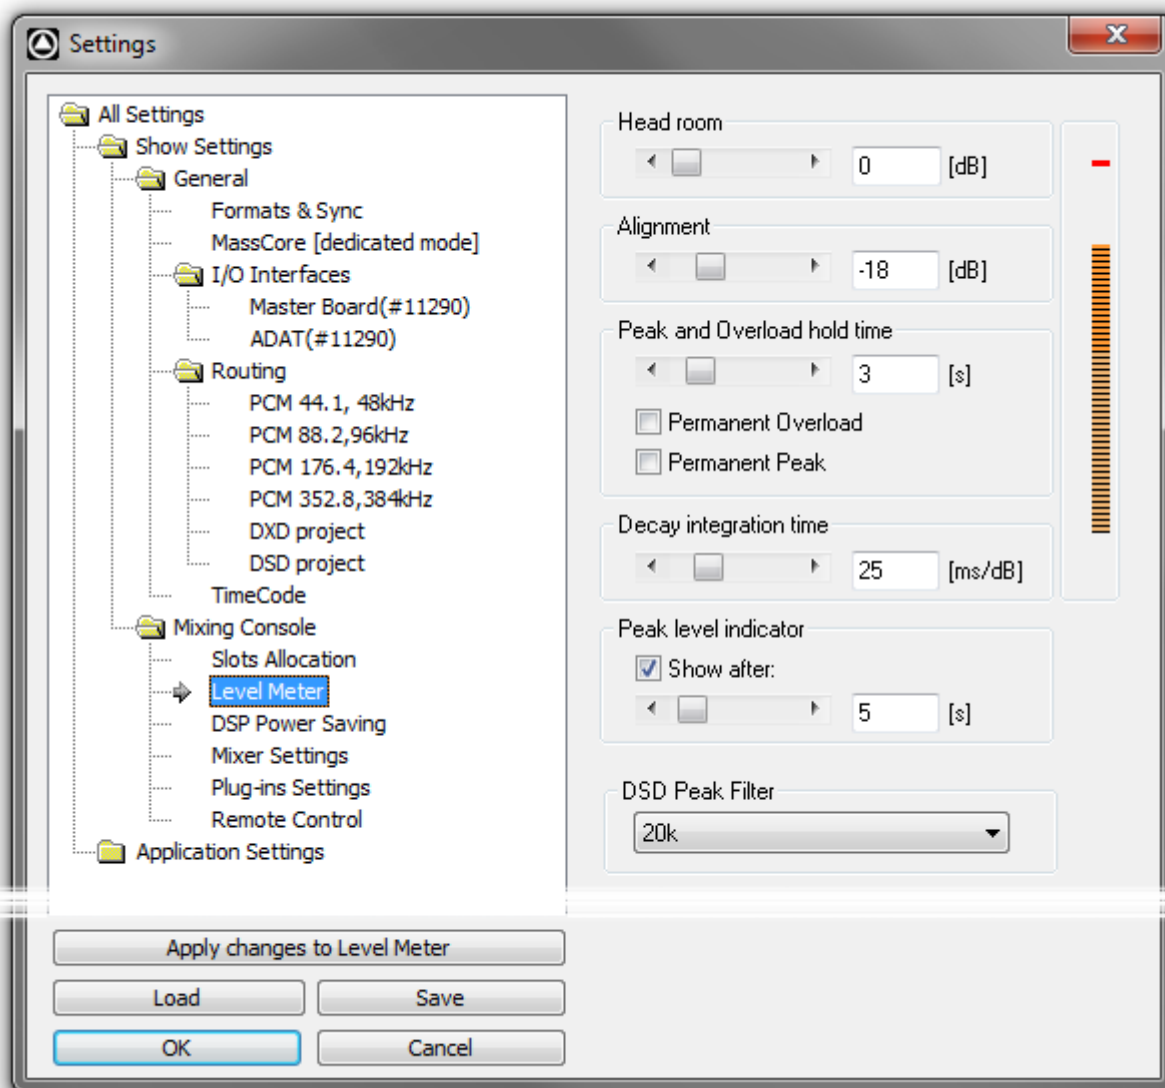 Settings
All Settings
Show Settings
General
Formats & Sync
MassCore [dedicated mode]
I/O Interfaces
Master Board(#11290)
ADAT(#11290)
Routing
PCM 44.1, 48kHz
PCM 88.2,96kHz
PCM 176.4,192kHz
PCM 352.8,384kHz
DXD project
DSD project
TimeCode
Mixing Console
Slots Allocation
Level Meter
DSP Power Saving
Mixer Settings
Plug-ins Settings
Remote Control
Application Settings
Head room
0 [dB]
Alignment
-18 [dB]
Peak and Overload hold time
3 [s]
Permanent Overload
Permanent Peak
Decay integration time
25 [ms/dB]
Peak level indicator
Show after:
5 [s]
DSD Peak Filter
20k
Apply changes to Level Meter
Load Save
OK Cancel